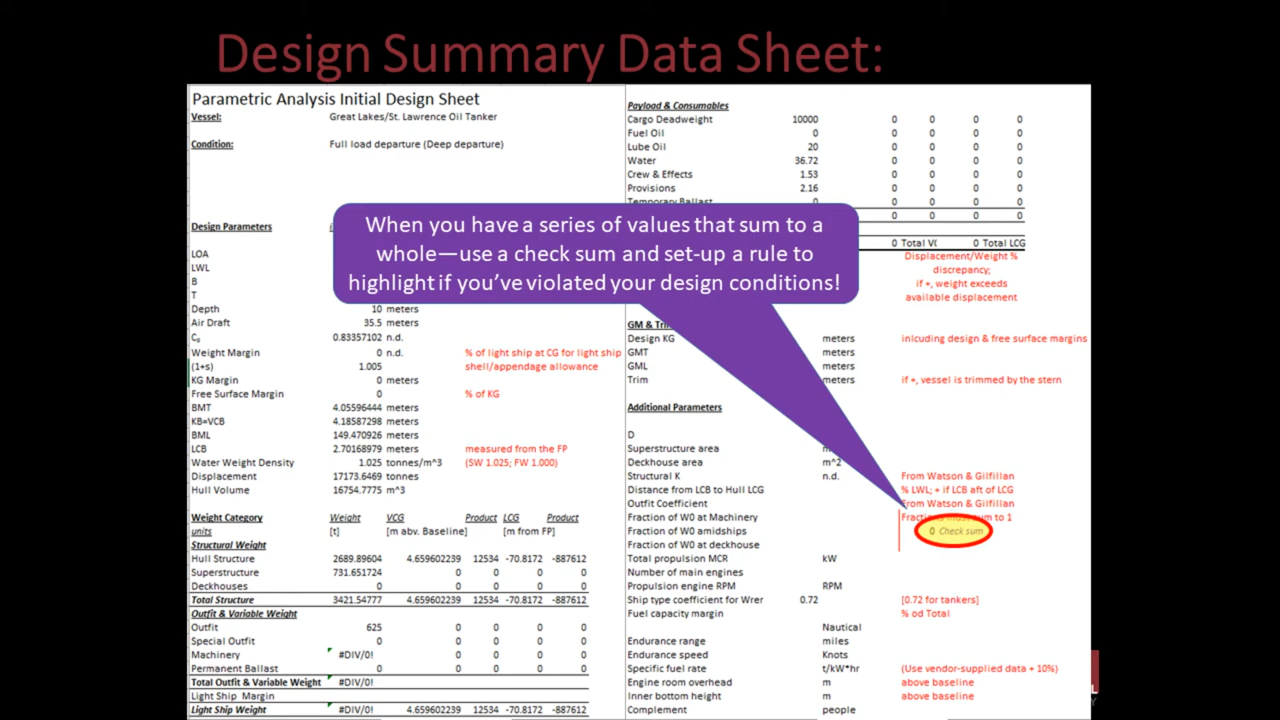 Design Summary Data Sheet:
Parametric Analysis Initial Design Sheet
Vessel: Great Lakes/St. Lawrence Oil Tanker
Condition: Full load departure (Deep departure)
Design Parameters
LOA
LWL
B
T
Depth 10 meters
Air Draft 35.5 meters
C 0.83357102 n.d.
Weight Margin 0 n.d. % of light ship at CG for light ship
(1+s) 1.005 shell/appendage allowance
KG Margin 0 meters
Free Surface Margin 0 % of KG
BMT 4.05596444 meters
KB=VCB 4.18587298 meters
BML 149.470926 meters
LCB 2.70168979 meters measured from the FP
Water Weight Density 1.025 tonnes/m^3 (SW 1.025; FW 1.000)
Displacement 17173.6469 tonnes
Hull Volume 16754.7775 m^3
Weight Category Weight VCG Product LCG Product
units [t] [m abv. Baseline] [m from FP]
Structural Weight
Hull Structure 2689.89604 4.659602239 12534 -70.8172 -887612
Superstructure 731.651724 0 0 0 0
Deckhouses 0 0 0 0 0
Total Structure 3421.54777 4.659602239 12534 -70.8172 -887612
Outfit & Variable Weight
Outfit 625 0 0 0 0
Special Outfit 0 0 0 0 0
Machinery #DIV/0! 0 0 0 0
Permanent Ballast 0 0 0 0 0
Total Outfit & Variable Weight #DIV/0!
Light Ship Margin
Light Ship Weight #DIV/0! 4.659602239 12534 -70.8172 -887612
Payload & Consumables
Cargo Deadweight 10000 0 0 0 0
Fuel Oil 0 0 0 0 0
Lube Oil 20 0 0 0 0
Water 36.72 0 0 0 0
Crew & Effects 1.53 0 0 0 0
Provisions 2.16 0 0 0 0
Temporary Ballast 0 0 0 0 0
0 0 0 0
0 Total V( 0 Total LCG
Displacement/Weight %
discrepancy;
if +, weight exceeds
available displacement
When you have a series of values that sum to a
whole—use a check sum and set-up a rule to
highlight if you've violated your design conditions!
GM & Tri
Design KG meters inlcuding design & free surface margins
GMT meters
GML meters
Trim meters if +, vessel is trimmed by the stern
Additional Parameters
D
Superstructure area
Deckhouse area m^2
Structural K n.d. From Watson & Gilfillan
Distance from LCB to Hull LCG % LWL; + if LCB aft of LCG
Outfit Coefficient From Watson & Gilfillan
Fraction of W0 at Machinery Fractions must sum to 1
Fraction of W0 amidships 0 Check sum
Fraction of W0 at deckhouse
Total propulsion MCR kW
Number of main engines
Propulsion engine RPM RPM
Ship type coefficient for Wrer 0.72 [0.72 for tankers]
Fuel capacity margin % od Total
Nautical
Endurance range miles
Endurance speed Knots
Specific fuel rate t/kW*hr (Use vendor-supplied data + 10%)
Engine room overhead m above baseline
Inner bottom height m above baseline
Complement people